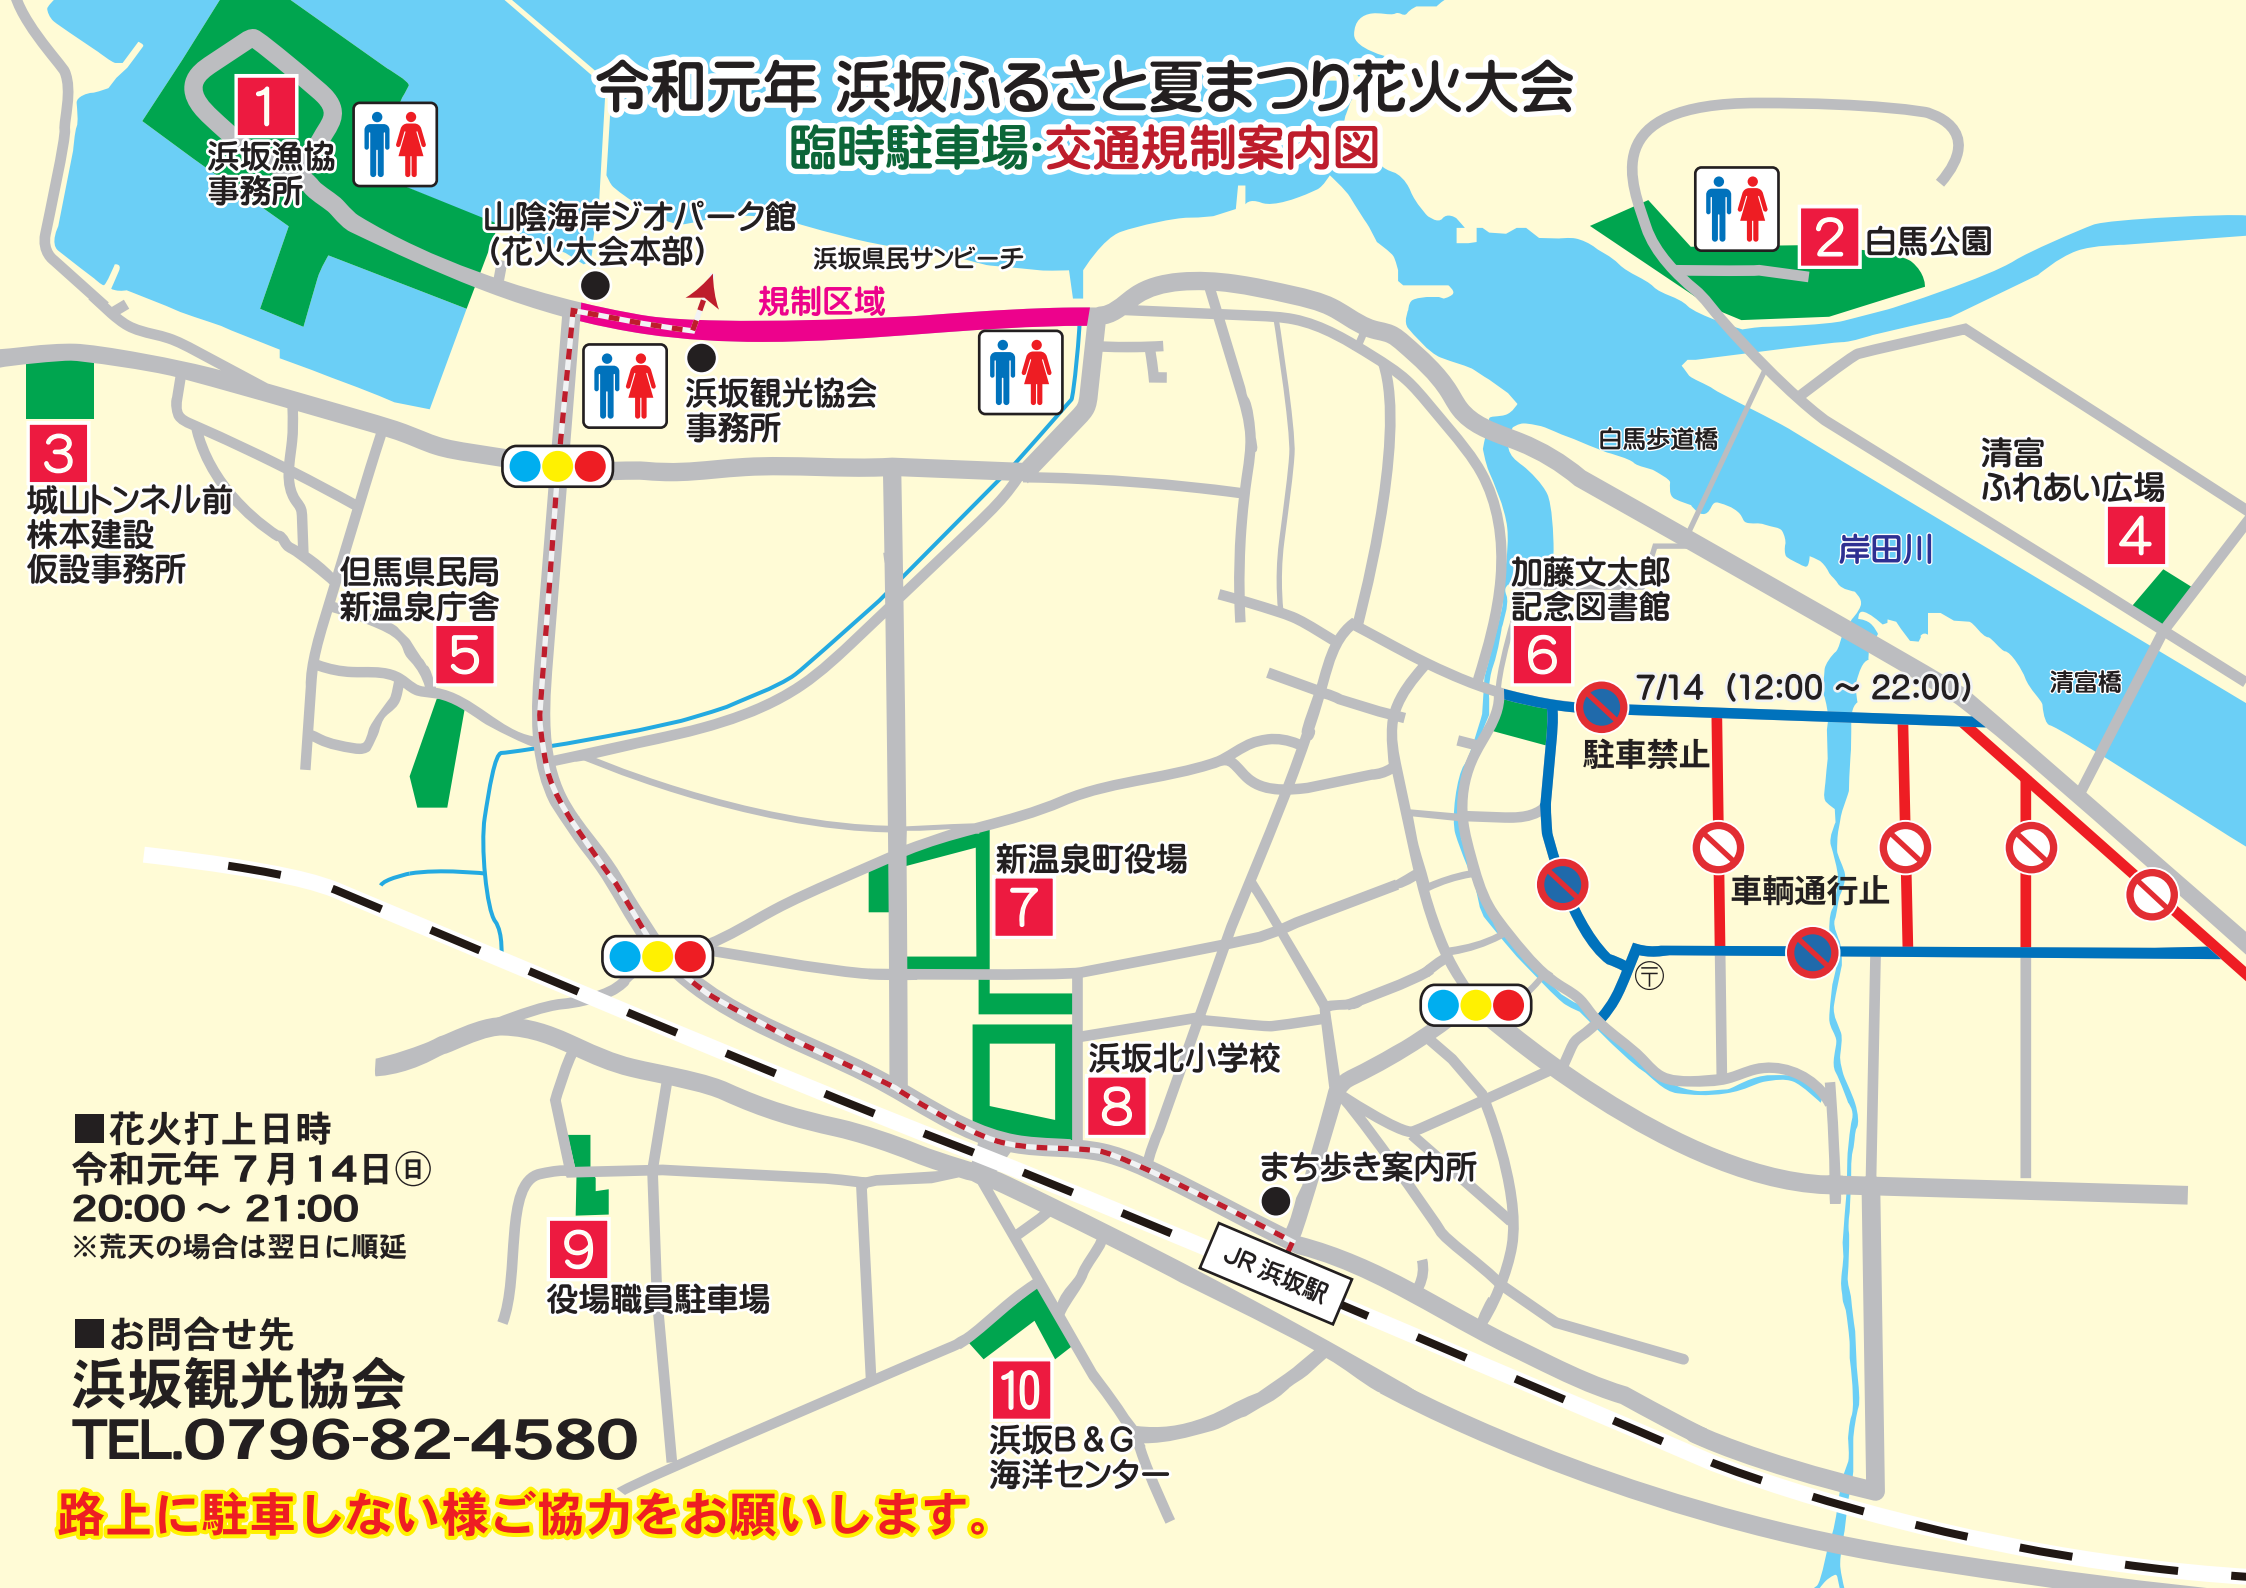 令和元年 浜坂ふるさと夏まつり花火大会
臨時駐車場・交通規制案内図
1
浜坂漁協
事務所
山陰海岸ジオパーク館
(花火大会本部)
浜坂県民サンビーチ
規制区域
2
白馬公園
浜坂観光協会
事務所
3
城山トンネル前
株本建設
仮設事務所
白馬歩道橋
清富
ふれあい広場
4
岸田川
但馬県民局
新温泉庁舎
5
加藤文太郎
記念図書館
6
清富橋
7/14 (12:00 ～ 22:00)
駐車禁止
新温泉町役場
7
車輌通行止
〒
浜坂北小学校
8
■花火打上日時
令和元年 7月14日㊐
20:00 ～ 21:00
※荒天の場合は翌日に順延
まち歩き案内所
JR 浜坂駅
9
役場職員駐車場
■お問合せ先
浜坂観光協会
TEL.0796-82-4580
10
浜坂B＆G
海洋センター
路上に駐車しない様ご協力をお願いします。